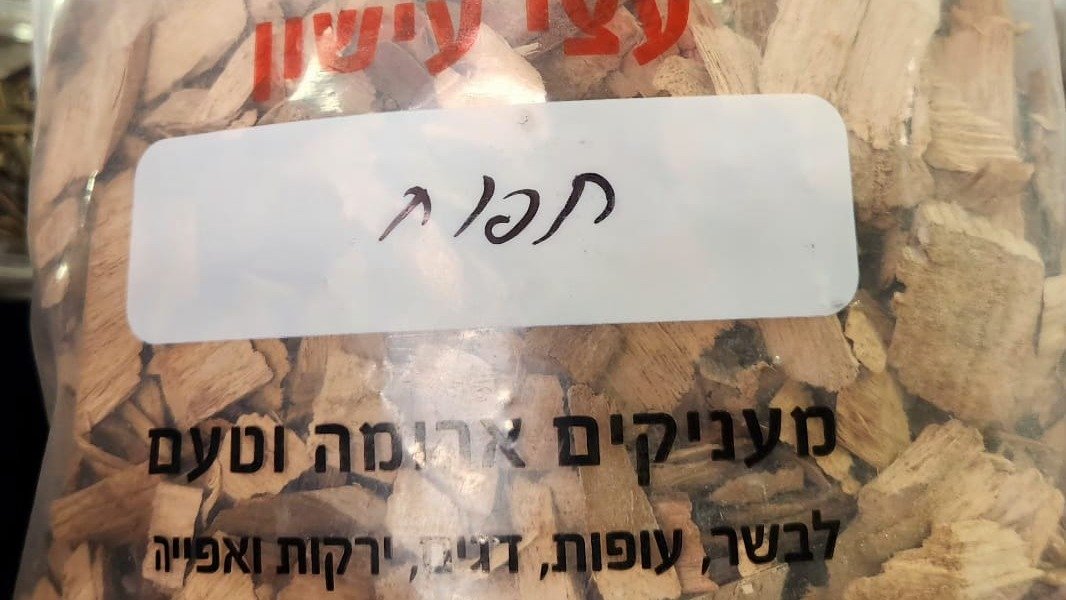 עצי עישון
תפוח
מעניקים ארומה וטעם
לבשר, עופות, דגים, ירקות ואפייה